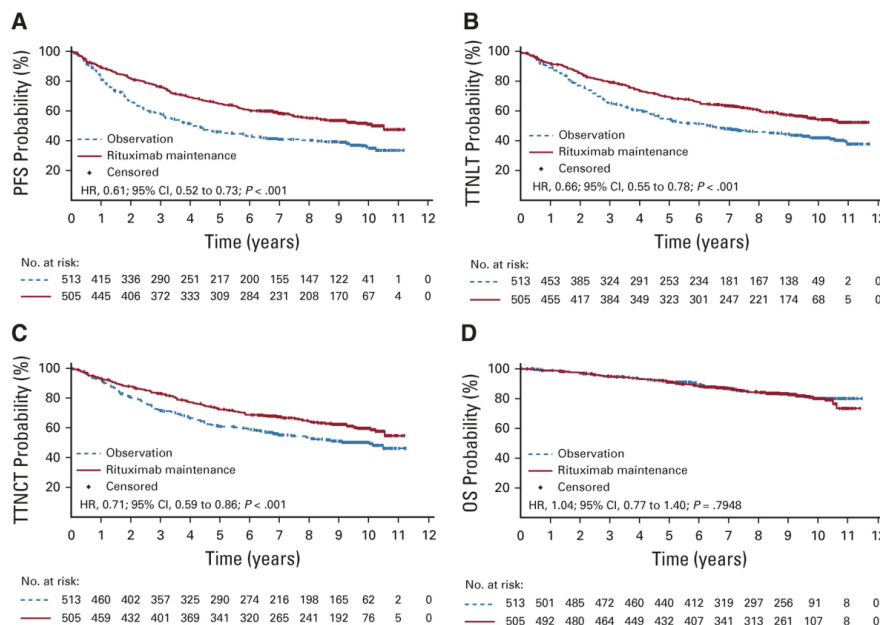 A
PFS Probability (%)
100
80
60
40
20
Observation
Rituximab maintenance
Censored
HR, 0.61; 95% CI, 0.52 to 0.73; P < .001
0 1 2 3 4 5 6 7 8 9 10 11 12
Time (years)
No. at risk:
513 415 336 290 251 217 200 155 147 122 41 1 0
505 445 406 372 333 309 284 231 208 170 67 4 0
B
TTNLT Probability (%)
100
80
60
40
20
Observation
Rituximab maintenance
Censored
HR, 0.66; 95% CI, 0.55 to 0.78; P < .001
0 1 2 3 4 5 6 7 8 9 10 11 12
Time (years)
No. at risk:
513 453 385 324 291 253 234 181 167 138 49 2 0
505 455 417 384 349 323 301 247 221 174 68 5 0
C
TTNCT Probability (%)
100
80
60
40
20
Observation
Rituximab maintenance
Censored
HR, 0.71; 95% CI, 0.59 to 0.86; P < .001
0 1 2 3 4 5 6 7 8 9 10 11 12
Time (years)
No. at risk:
513 460 402 357 325 290 274 216 198 165 62 2 0
505 459 432 401 369 341 320 265 241 192 76 5 0
D
OS Probability (%)
100
80
60
40
20
Observation
Rituximab maintenance
Censored
HR, 1.04; 95% CI, 0.77 to 1.40; P = .7948
0 1 2 3 4 5 6 7 8 9 10 11 12
Time (years)
No. at risk:
513 501 485 472 460 440 412 319 297 256 91 8 0
505 492 480 464 449 432 407 341 313 261 107 8 0